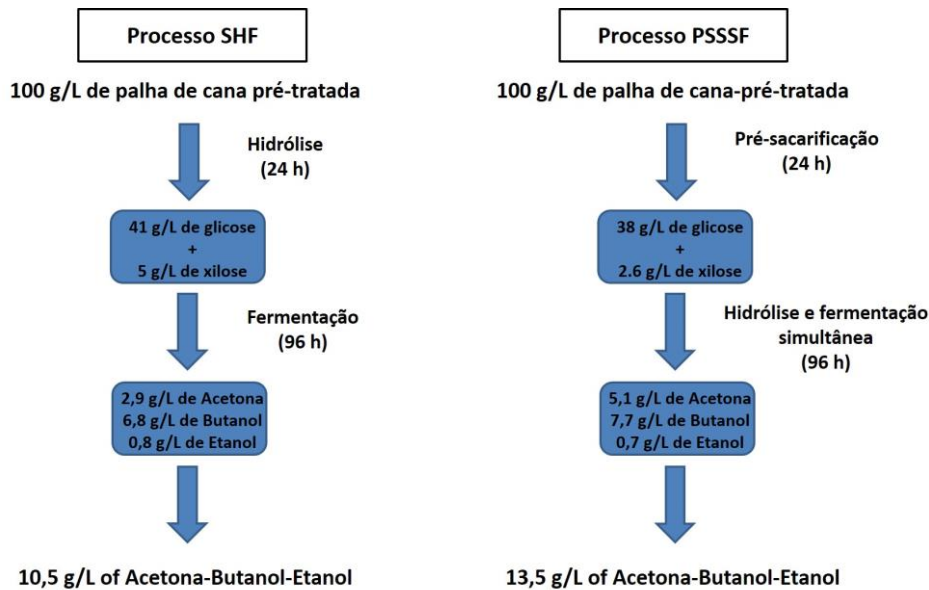 Processo SHF
100 g/L de palha de cana pré-tratada
Hidrólise
(24 h)
41 g/L de glicose
+
5 g/L de xilose
Fermentação
(96 h)
2,9 g/L de Acetona
6,8 g/L de Butanol
0,8 g/L de Etanol
10,5 g/L of Acetona-Butanol-Etanol
Processo PSSSF
100 g/L de palha de cana-pré-tratada
Pré-sacarificação
(24 h)
38 g/L de glicose
+
2.6 g/L de xilose
Hidrólise e fermentação
simultânea
(96 h)
5,1 g/L de Acetona
7,7 g/L de Butanol
0,7 g/L de Etanol
13,5 g/L of Acetona-Butanol-Etanol